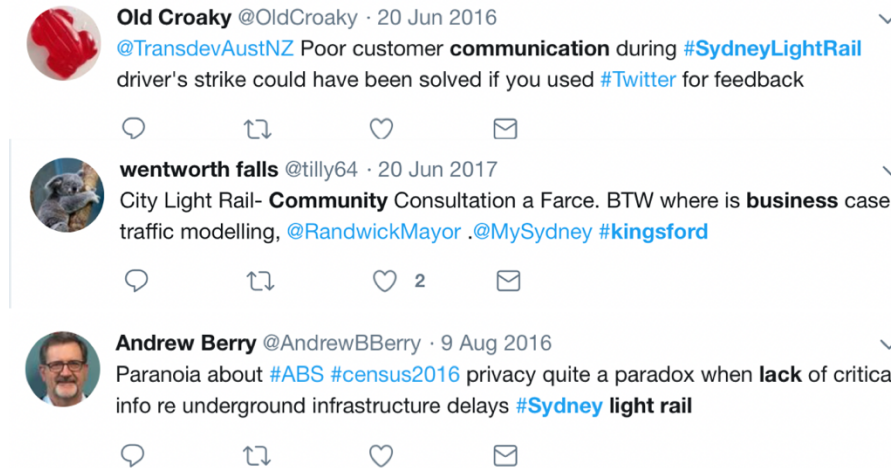 Old Croaky @OldCroaky · 20 Jun 2016
@TransdevAustNZ Poor customer communication during #SydneyLightRail
driver's strike could have been solved if you used #Twitter for feedback
wentworth falls @tilly64 · 20 Jun 2017
City Light Rail- Community Consultation a Farce. BTW where is business case
traffic modelling, @RandwickMayor .@MySydney #kingsford
2
Andrew Berry @AndrewBBerry · 9 Aug 2016
Paranoia about #ABS #census2016 privacy quite a paradox when lack of critica
info re underground infrastructure delays #Sydney light rail